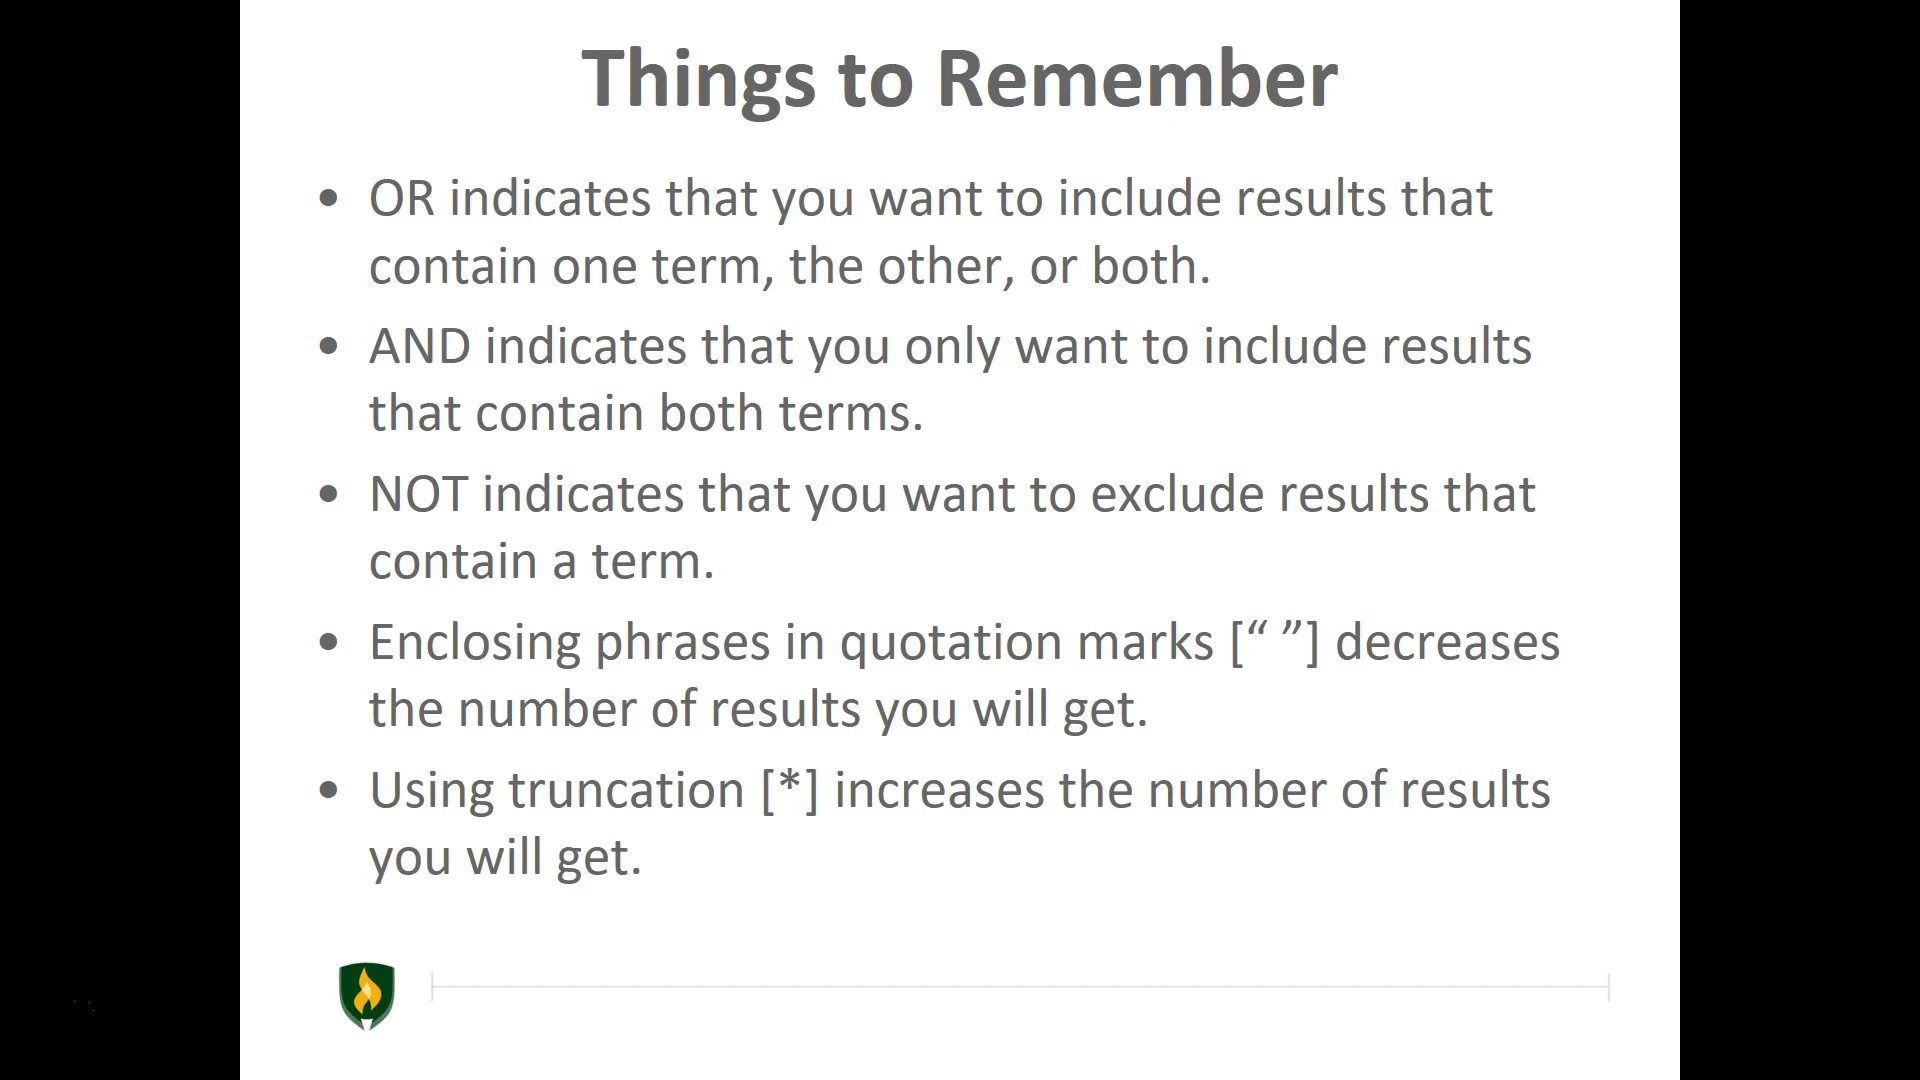 Things to Remember
• OR indicates that you want to include results that
contain one term, the other, or both.
• AND indicates that you only want to include results
that contain both terms.
• NOT indicates that you want to exclude results that
contain a term.
• Enclosing phrases in quotation marks [“ ”] decreases
the number of results you will get.
• Using truncation [*] increases the number of results
you will get.